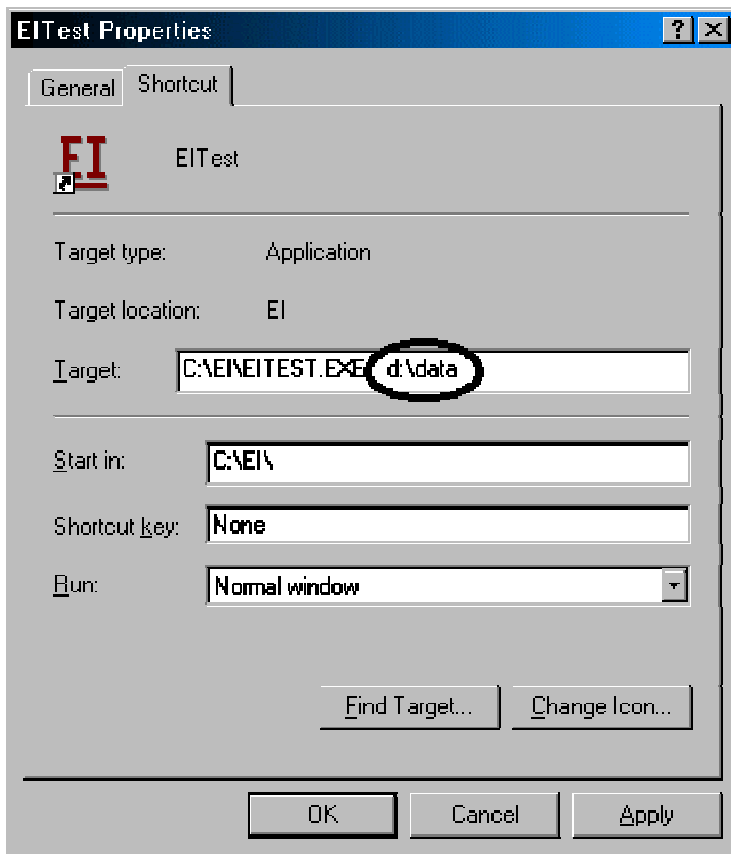 EITest Properties
General Shortcut
EI EITest
Target type: Application
Target location: EI
Target: C:\EI\EITEST.EXE d:\data
Start in: C:\EI\
Shortcut key: None
Run: Normal window
Find Target... Change Icon...
OK Cancel Apply